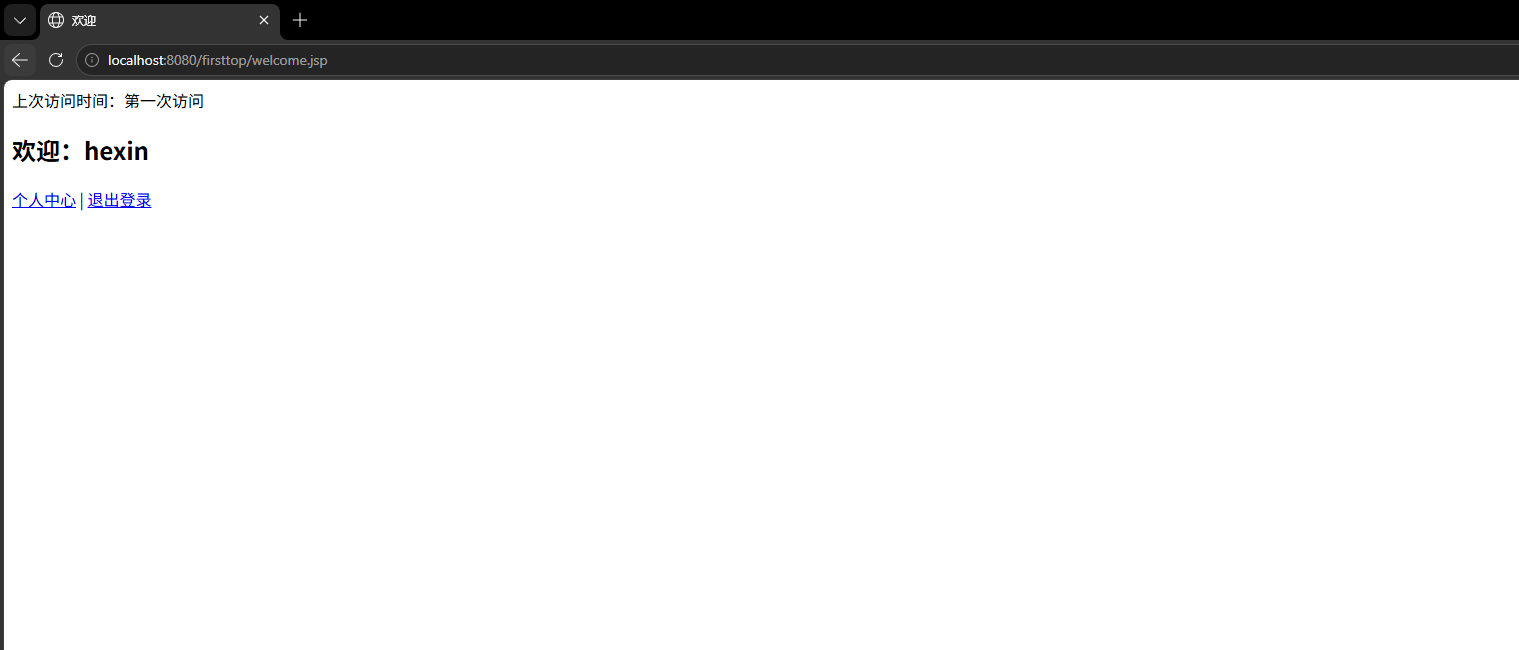 欢迎
localhost:8080/firsttop/welcome.jsp
上次访问时间：第一次访问
欢迎：hexin
个人中心 | 退出登录